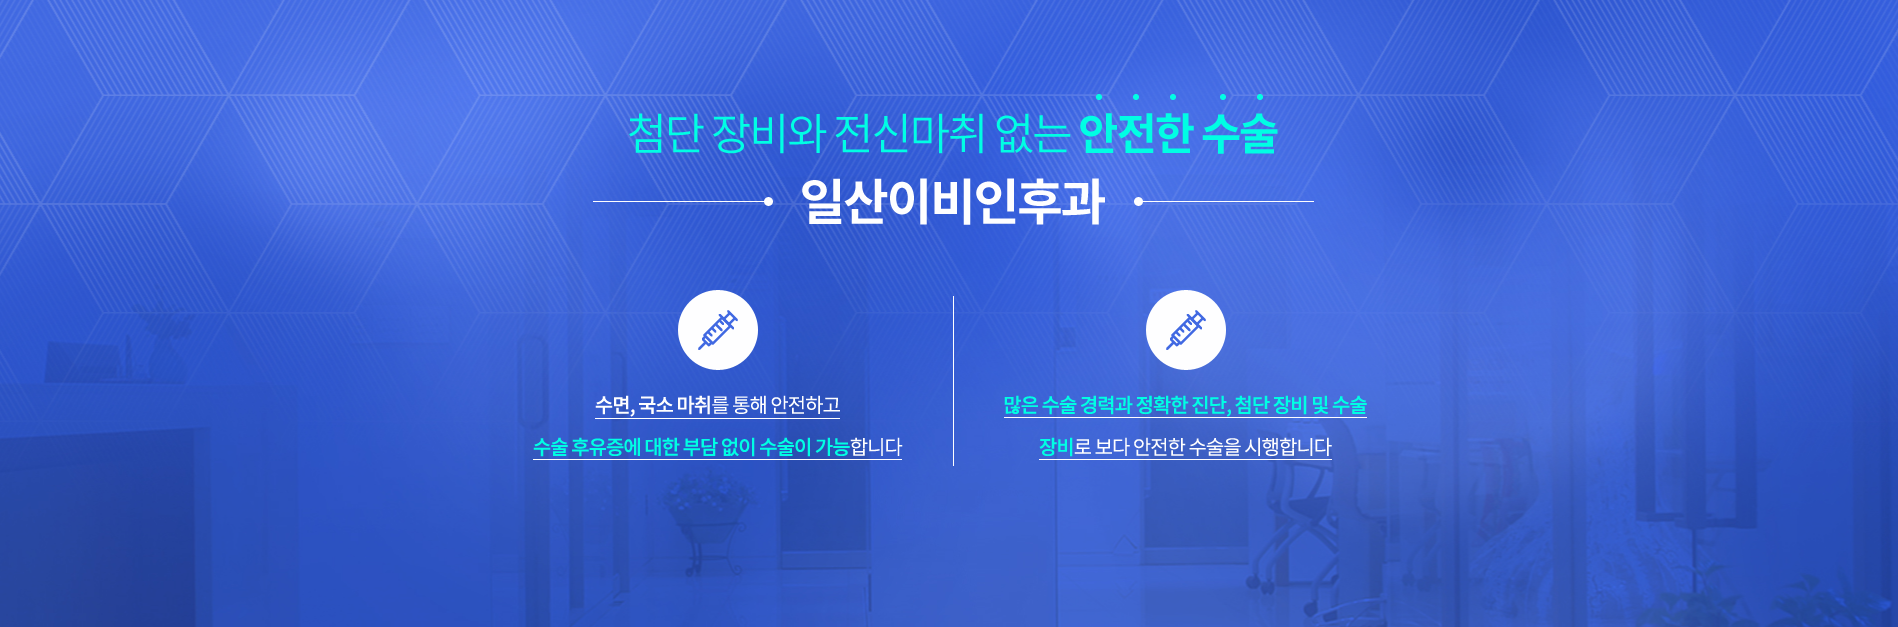 첨단 장비와 전신마취 없는 안전한 수술
일산이비인후과
수면, 국소 마취를 통해 안전하고
수술 후유증에 대한 부담 없이 수술이 가능합니다
많은 수술 경력과 정확한 진단, 첨단 장비 및 수술
장비로 보다 안전한 수술을 시행합니다